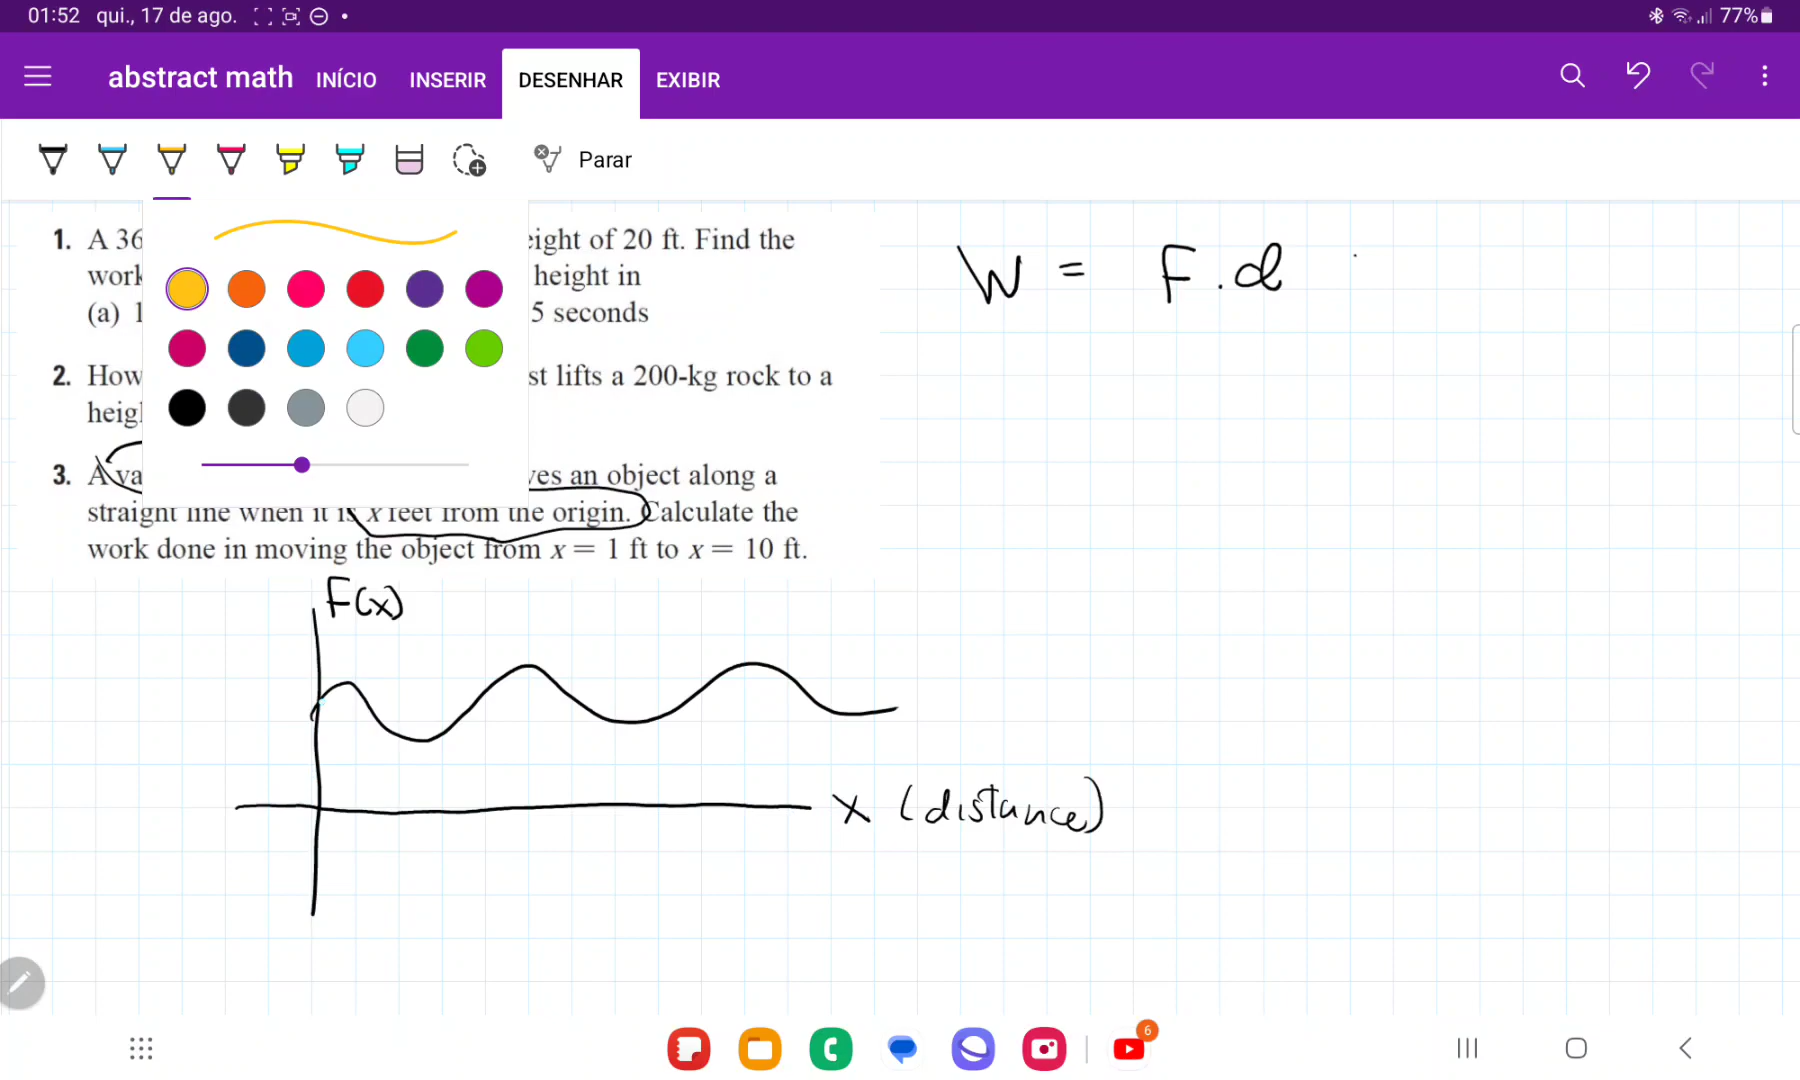 01:52 qui., 17 de ago. 77%
abstract math INÍCIO INSERIR DESENHAR EXIBIR
Parar
1. A 36 eight of 20 ft. Find the
work height in
(a) 1 5 seconds
2. How st lifts a 200-kg rock to a
heigh
3. A va ves an object along a
straight line when it is x feet from the origin. Calculate the
work done in moving the object from x = 1 ft to x = 10 ft.
W = F.d
F(x)
x (distance)
6